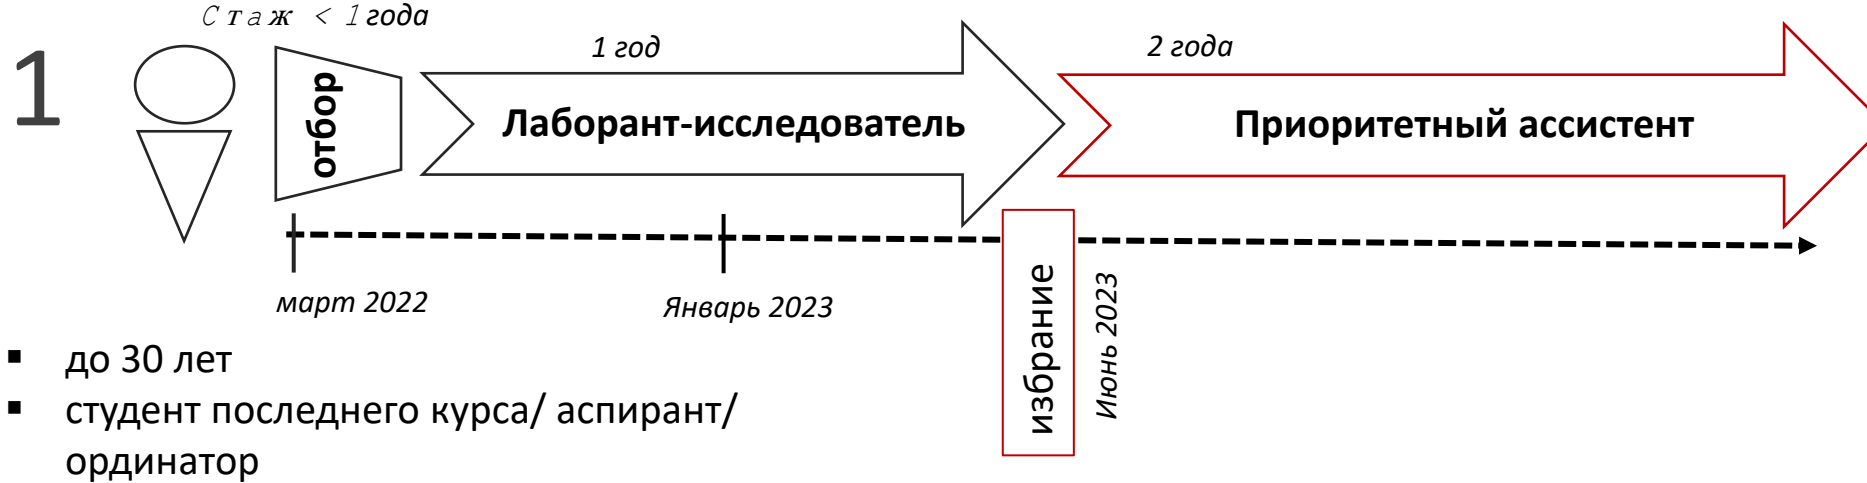 Стаж < 1 года
1
отбор
1 год
Лаборант-исследователь
2 года
Приоритетный ассистент
март 2022
Январь 2023
избрание
Июнь 2023
▪ до 30 лет
▪ студент последнего курса/ аспирант/
ординатор